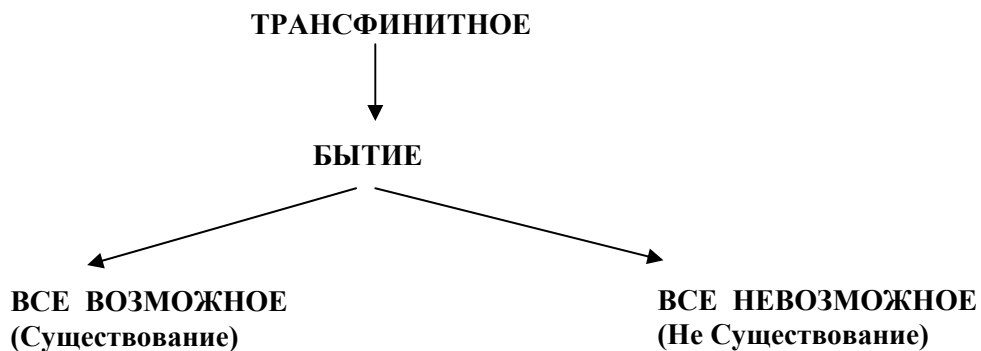 ТРАНСФИНИТНОЕ
БЫТИЕ
ВСЕ ВОЗМОЖНОЕ
(Существование)
ВСЕ НЕВОЗМОЖНОЕ
(Не Существование)